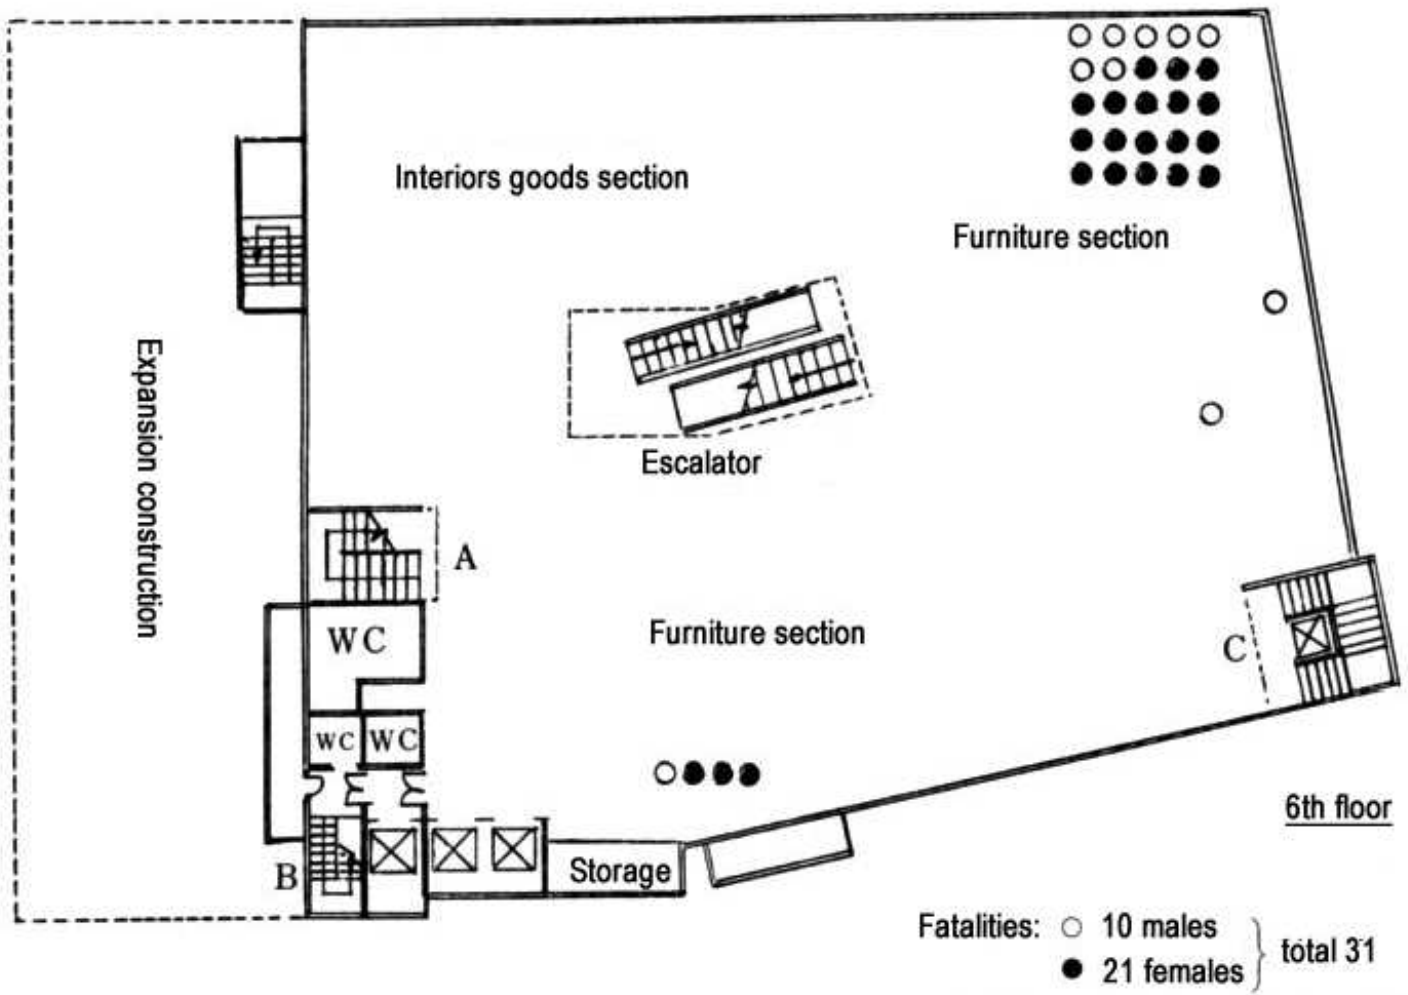 Interiors goods section
Furniture section
Expansion construction
Escalator
A
WC
Furniture section
C
WC WC
6th floor
B
Storage
Fatalities: ○ 10 males
● 21 females
total 31